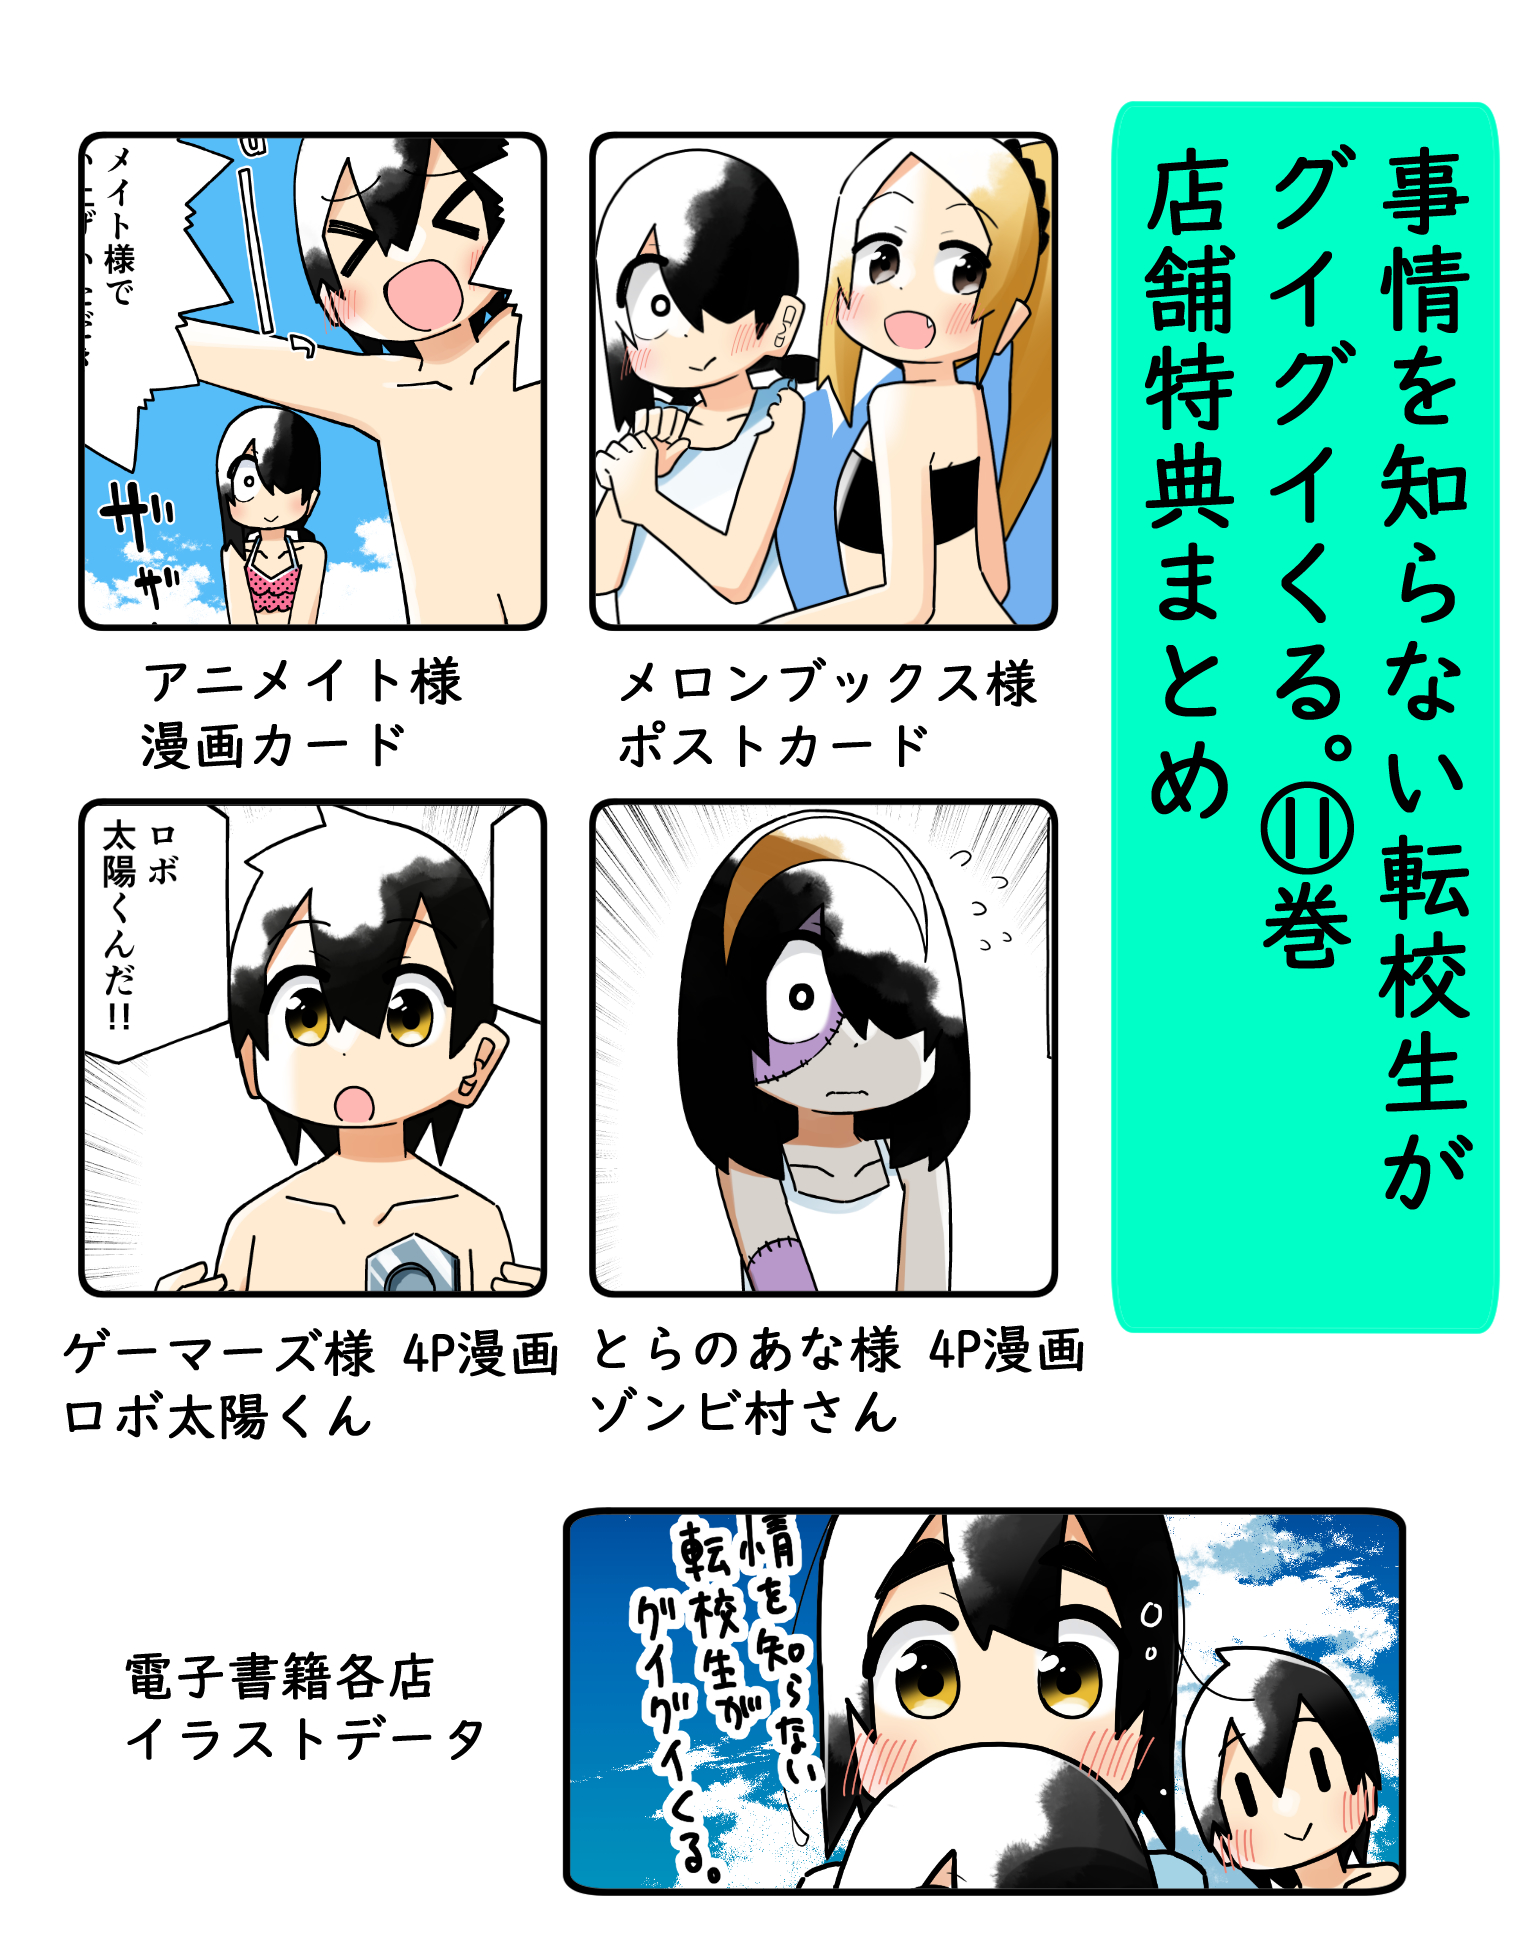 事情を知らない転校生が
グイグイくる。⑪巻
店舗特典まとめ
メイト様で
ザ
ザ
アニメイト様
漫画カード
メロンブックス様
ポストカード
ロボ
太陽くんだ!!
ゲーマーズ様 4P漫画
ロボ太陽くん
とらのあな様 4P漫画
ゾンビ村さん
電子書籍各店
イラストデータ
情を知らない
転校生が
グイグイくる。